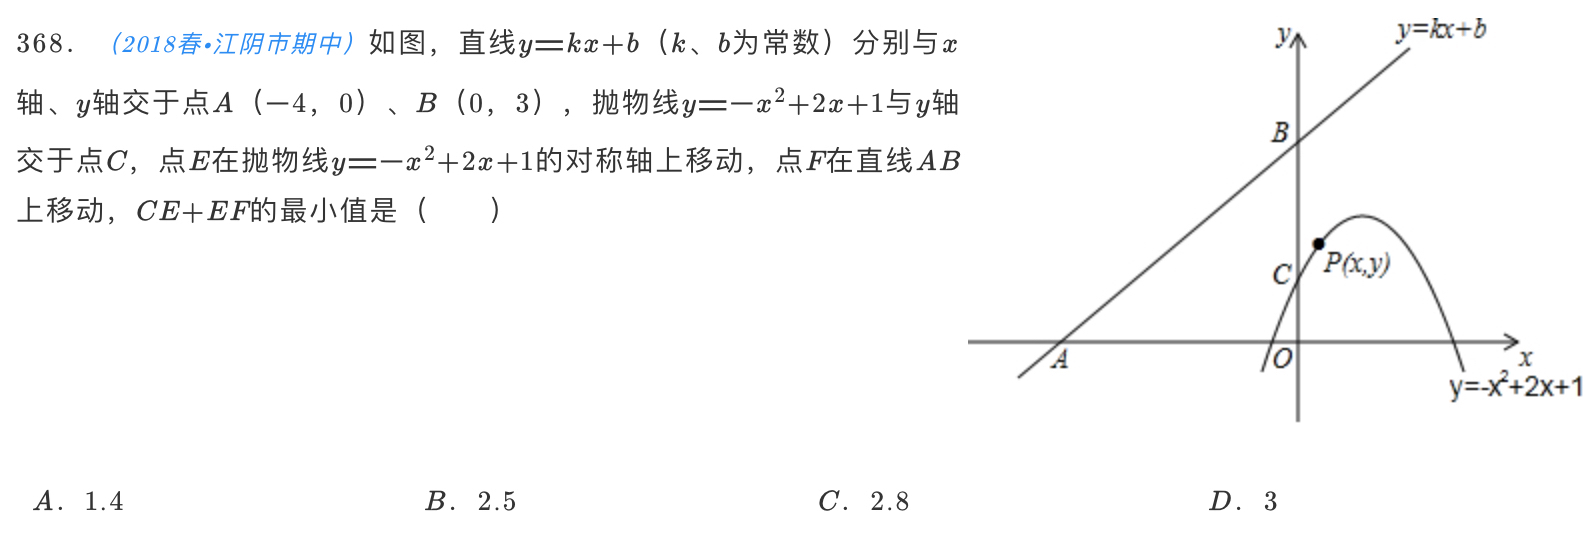 368. (2018春•江阴市期中) 如图，直线y=kx+b（k、b为常数）分别与x
轴、y轴交于点A（−4，0）、B（0，3），抛物线y=−x²+2x+1与y轴
交于点C，点E在抛物线y=−x²+2x+1的对称轴上移动，点F在直线AB
上移动，CE+EF的最小值是（　　）
y
y=kx+b
B
C
P(x,y)
A
O
x
y=-x²+2x+1
A. 1.4
B. 2.5
C. 2.8
D. 3